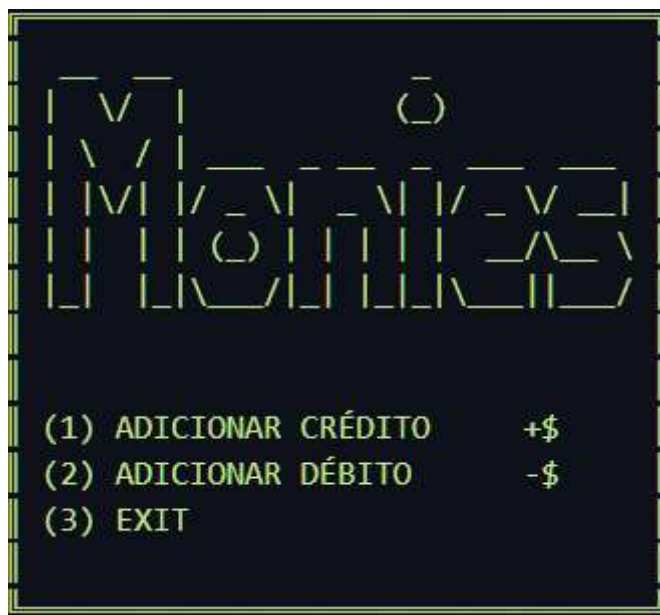 Monies
(1) ADICIONAR CRÉDITO +$
(2) ADICIONAR DÉBITO -$
(3) EXIT